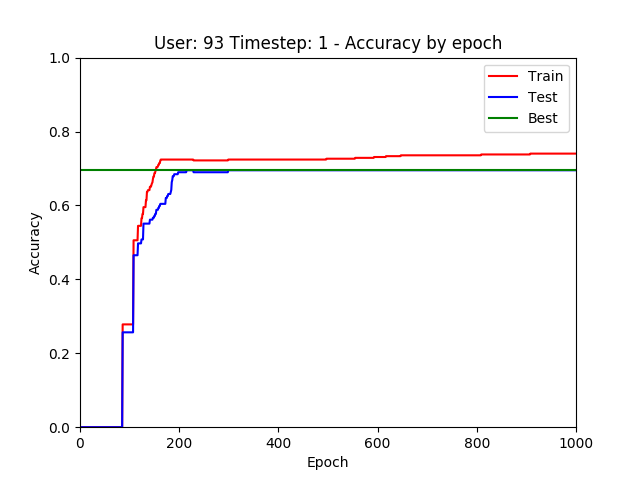 User: 93 Timestep: 1 - Accuracy by epoch
1.0
0.8
0.6
0.4
0.2
0.0
Accuracy
Train
Test
Best
0 200 400 600 800 1000
Epoch